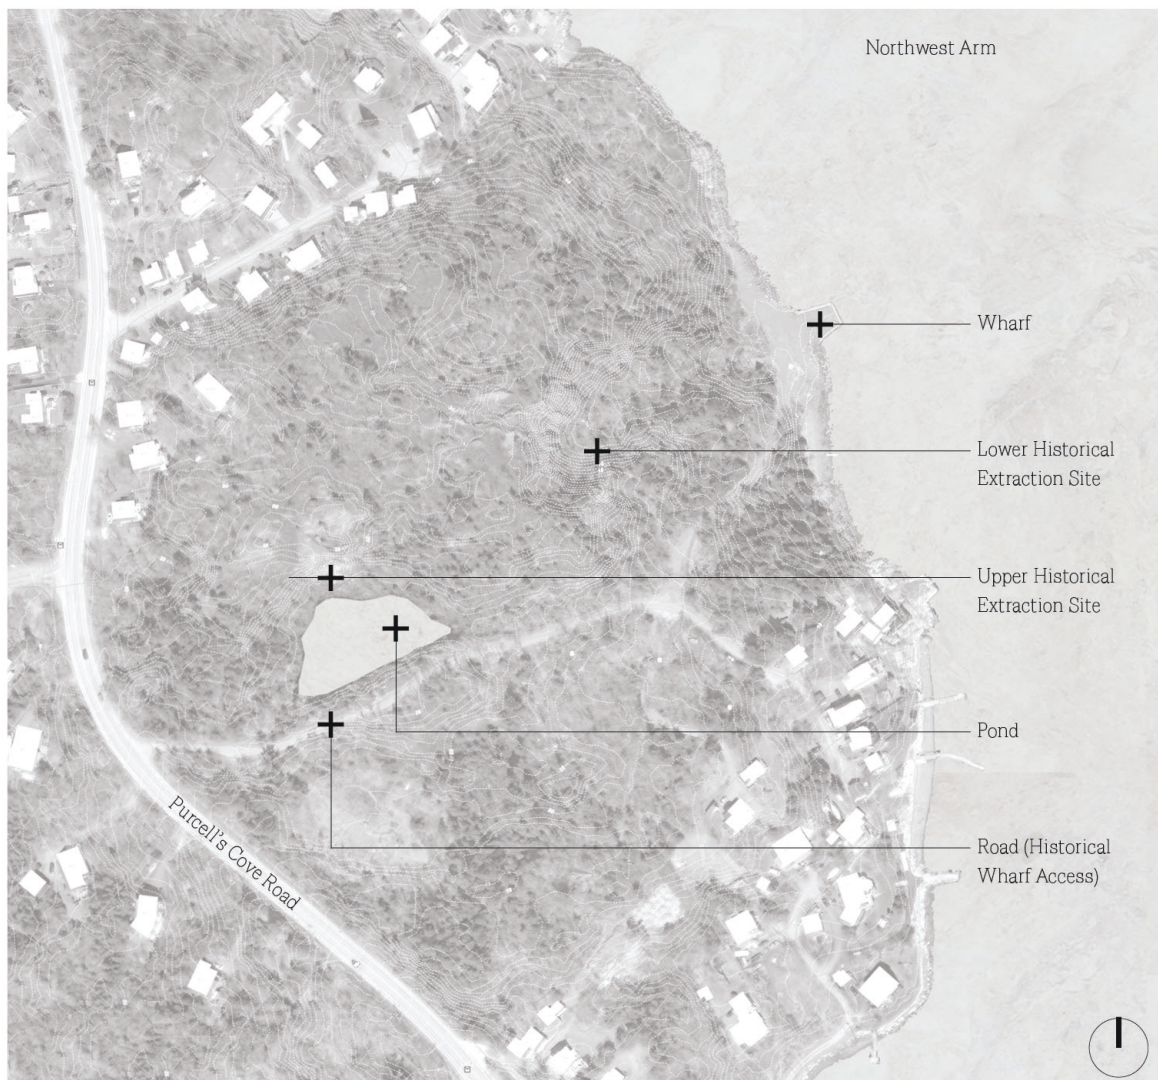 Northwest Arm
Wharf
Lower Historical
Extraction Site
Upper Historical
Extraction Site
Pond
Road (Historical
Wharf Access)
Purcell's Cove Road